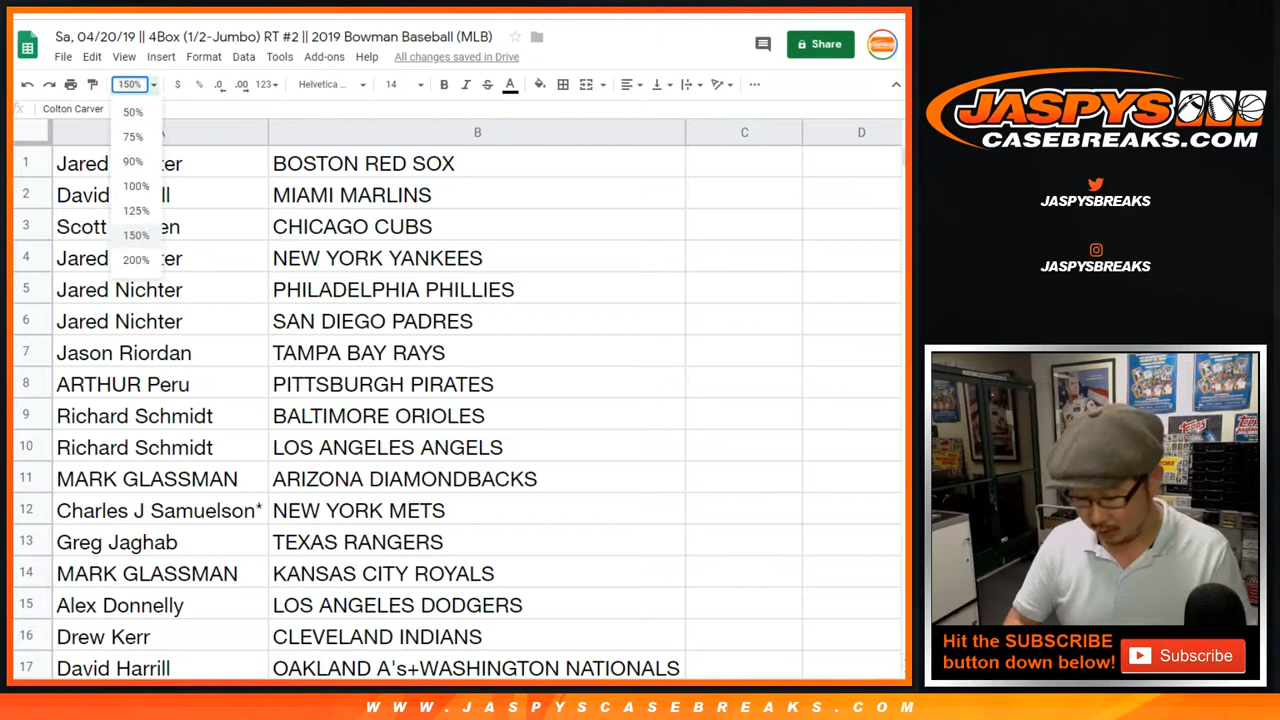 Sa, 04/20/19 || 4Box (1/2-Jumbo) RT #2 || 2019 Bowman Baseball (MLB)
File Edit View Insert Format Data Tools Add-ons Help All changes saved in Drive
Share
150% $ % .0 .00 123 Helvetica ... 14 B I S A
fx Colton Carver
50%
75%
90%
100%
125%
150%
200%
A B C D
1 Jared ter BOSTON RED SOX
2 David ll MIAMI MARLINS
3 Scott en CHICAGO CUBS
4 Jared ter NEW YORK YANKEES
5 Jared Nichter PHILADELPHIA PHILLIES
6 Jared Nichter SAN DIEGO PADRES
7 Jason Riordan TAMPA BAY RAYS
8 ARTHUR Peru PITTSBURGH PIRATES
9 Richard Schmidt BALTIMORE ORIOLES
10 Richard Schmidt LOS ANGELES ANGELS
11 MARK GLASSMAN ARIZONA DIAMONDBACKS
12 Charles J Samuelson* NEW YORK METS
13 Greg Jaghab TEXAS RANGERS
14 MARK GLASSMAN KANSAS CITY ROYALS
15 Alex Donnelly LOS ANGELES DODGERS
16 Drew Kerr CLEVELAND INDIANS
17 David Harrill OAKLAND A's+WASHINGTON NATIONALS
JASPYS
CASEBREAKS.COM
JASPYSBREAKS
JASPYSBREAKS
TOPPS
Hit the SUBSCRIBE
button down below!
Subscribe
WWW.JASPYSCASEBREAKS.COM